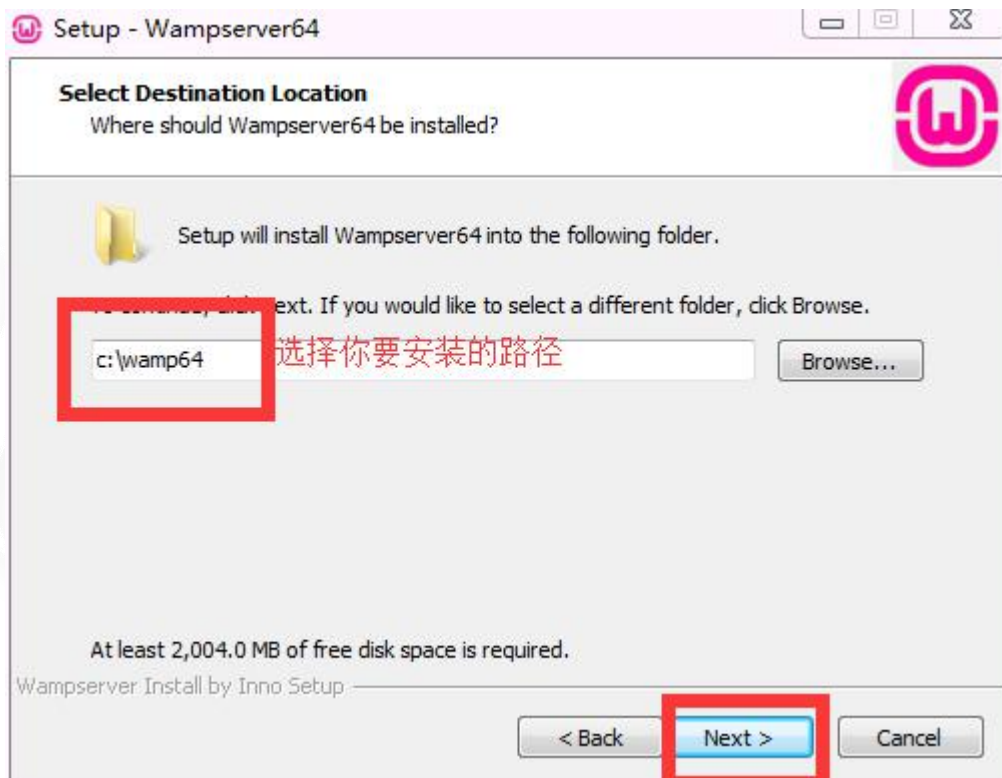 Setup - Wampserver64
Select Destination Location
Where should Wampserver64 be installed?
Setup will install Wampserver64 into the following folder.
ext. If you would like to select a different folder, click Browse.
c:\wamp64
选择你要安装的路径
Browse...
At least 2,004.0 MB of free disk space is required.
Wampserver Install by Inno Setup
< Back
Next >
Cancel